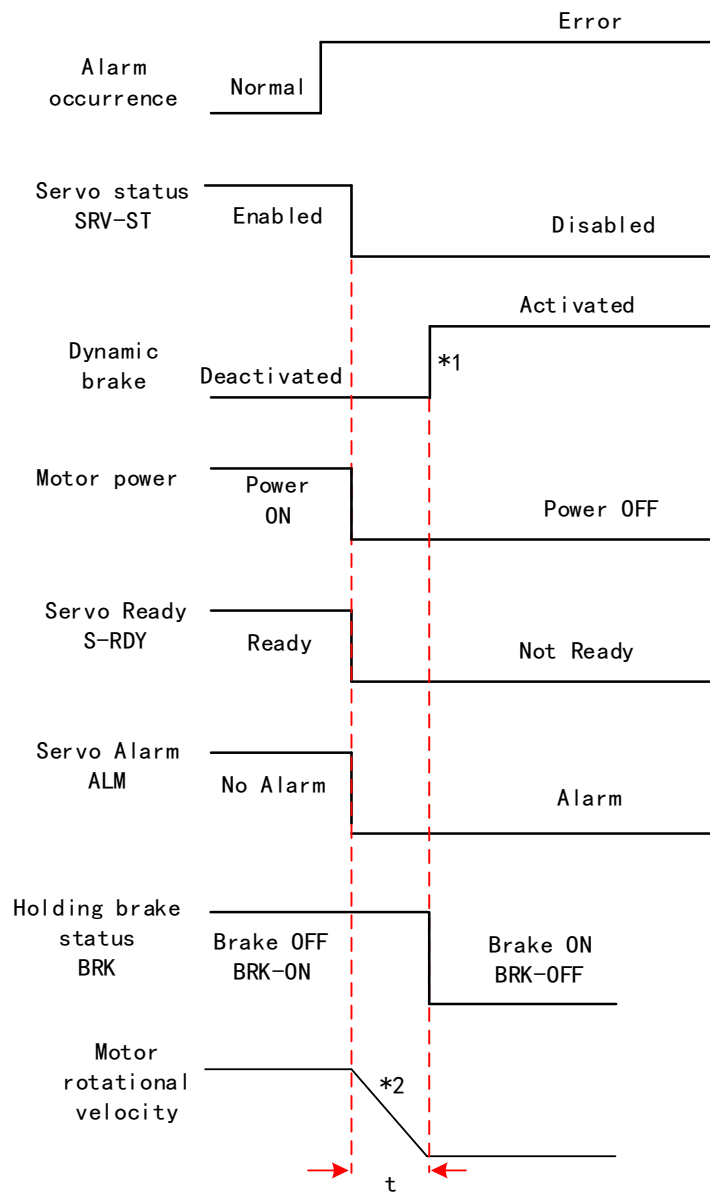 Error
Alarm
occurrence
Normal
Servo status
SRV-ST
Enabled
Disabled
Activated
Dynamic
brake
Deactivated
*1
Motor power
Power
ON
Power OFF
Servo Ready
S-RDY
Ready
Not Ready
Servo Alarm
ALM
No Alarm
Alarm
Holding brake
status
BRK
Brake OFF
BRK-ON
Brake ON
BRK-OFF
Motor
rotational
velocity
*2
t